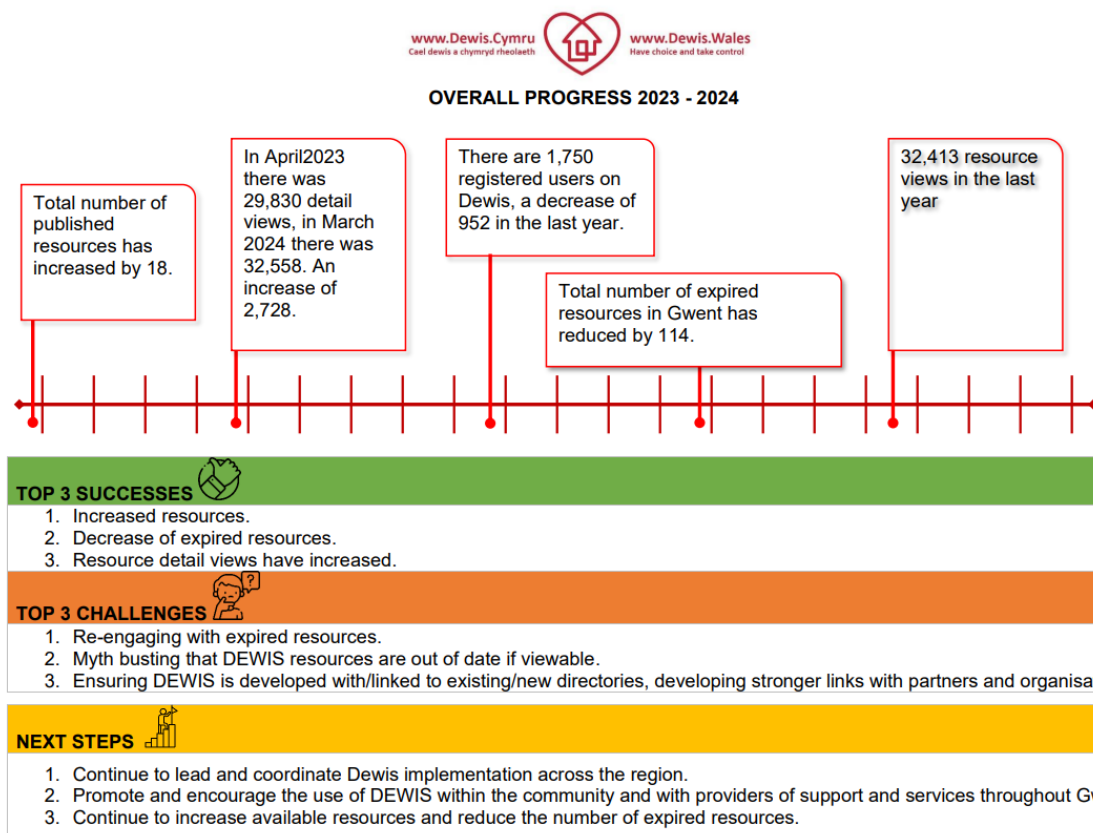 www.Dewis.Cymru
Cael dewis a chymryd rheolaeth
www.Dewis.Wales
Have choice and take control
OVERALL PROGRESS 2023 - 2024
Total number of
published
resources has
increased by 18.
In April2023
there was
29,830 detail
views, in March
2024 there was
32,558. An
increase of
2,728.
There are 1,750
registered users on
Dewis, a decrease of
952 in the last year.
Total number of expired
resources in Gwent has
reduced by 114.
32,413 resource
views in the last
year
TOP 3 SUCCESSES
1. Increased resources.
2. Decrease of expired resources.
3. Resource detail views have increased.
TOP 3 CHALLENGES
?
1. Re-engaging with expired resources.
2. Myth busting that DEWIS resources are out of date if viewable.
3. Ensuring DEWIS is developed with/linked to existing/new directories, developing stronger links with partners and organisa
NEXT STEPS
1. Continue to lead and coordinate Dewis implementation across the region.
2. Promote and encourage the use of DEWIS within the community and with providers of support and services throughout
3. Continue to increase available resources and reduce the number of expired resources.